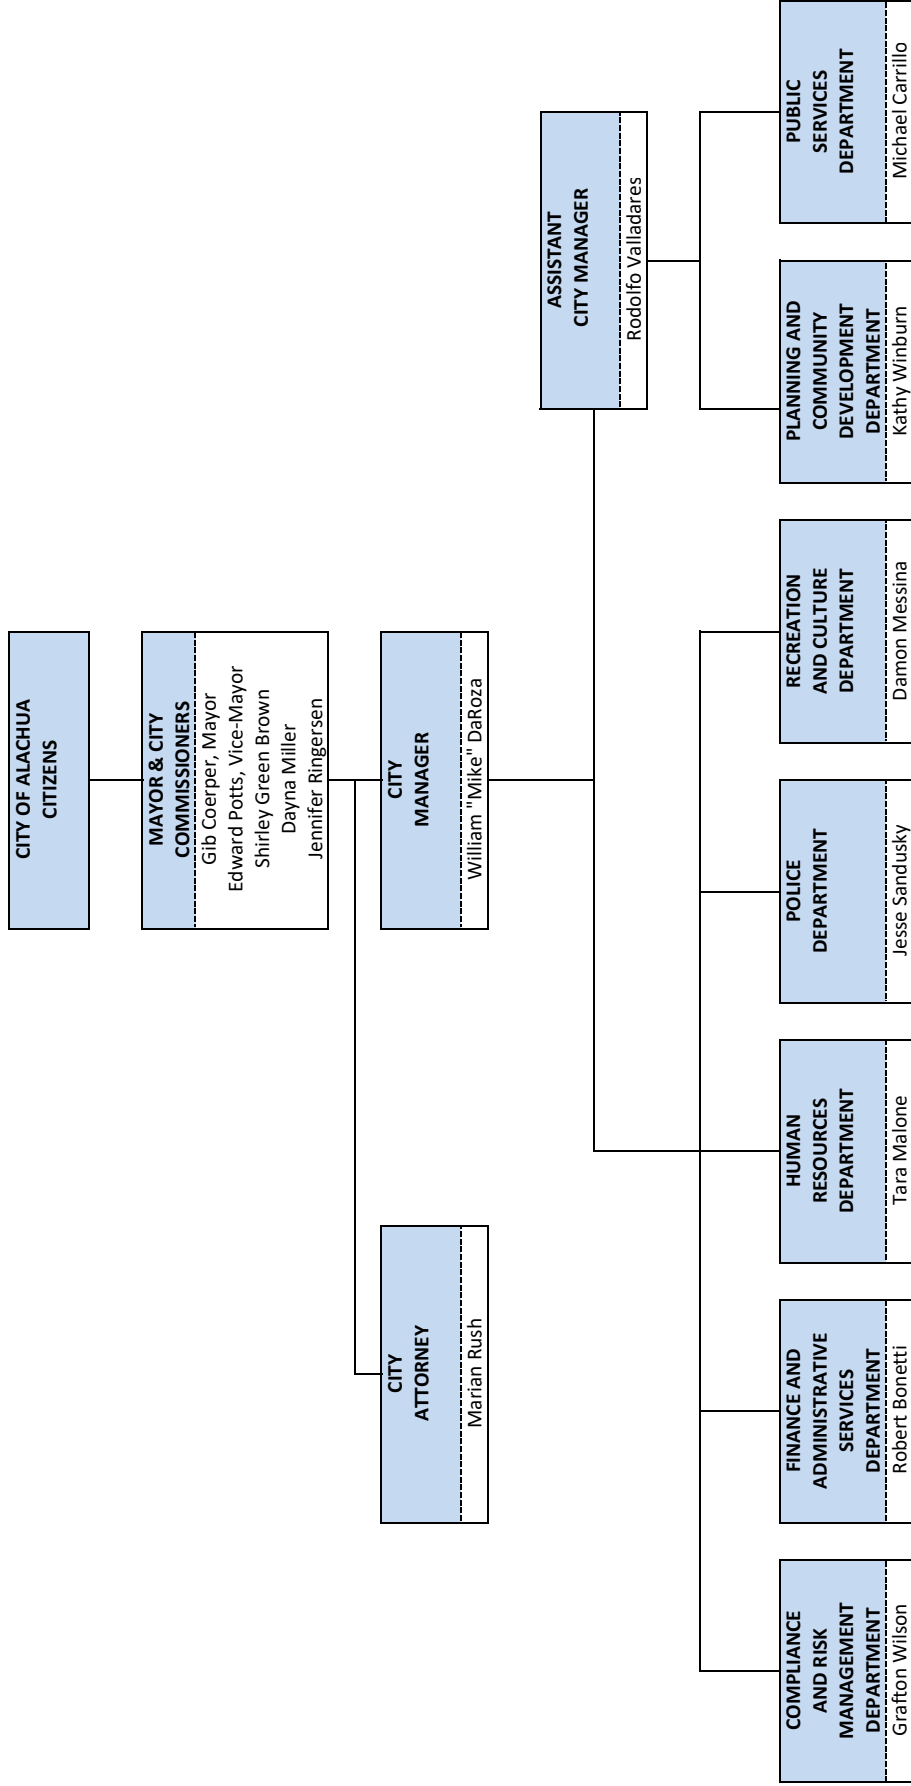 CITY OF ALACHUA
CITIZENS
MAYOR & CITY
COMMISSIONERS
Gib Coerper, Mayor
Edward Potts, Vice-Mayor
Shirley Green Brown
Dayna Miller
Jennifer Ringersen
CITY
ATTORNEY
Marian Rush
CITY
MANAGER
William "Mike" DaRoza
ASSISTANT
CITY MANAGER
Rodolfo Valladares
COMPLIANCE
AND RISK
MANAGEMENT
DEPARTMENT
Grafton Wilson
FINANCE AND
ADMINISTRATIVE
SERVICES
DEPARTMENT
Robert Bonetti
HUMAN
RESOURCES
DEPARTMENT
Tara Malone
POLICE
DEPARTMENT
Jesse Sandusky
RECREATION
AND CULTURE
DEPARTMENT
Damon Messina
PLANNING AND
COMMUNITY
DEVELOPMENT
DEPARTMENT
Kathy Winburn
PUBLIC
SERVICES
DEPARTMENT
Michael Carrillo